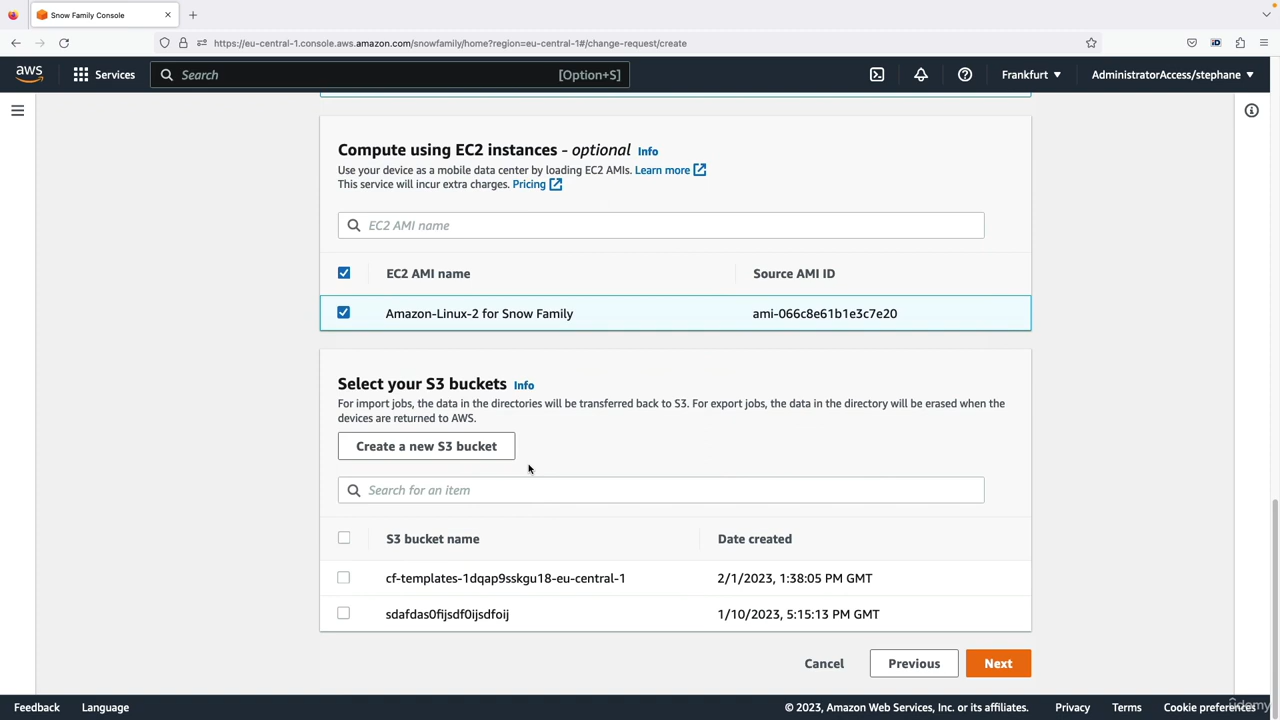 Snow Family Console
https://eu-central-1.console.aws.amazon.com/snowfamily/home?region=eu-central-1#/change-request/create
aws
Services
Search
[Option+S]
Frankfurt
AdministratorAccess/stephane
Compute using EC2 instances - optional Info
Use your device as a mobile data center by loading EC2 AMIs. Learn more
This service will incur extra charges. Pricing
EC2 AMI name
EC2 AMI name
Source AMI ID
Amazon-Linux-2 for Snow Family
ami-066c8e61b1e3c7e20
Select your S3 buckets Info
For import jobs, the data in the directories will be transferred back to S3. For export jobs, the data in the directory will be erased when the
devices are returned to AWS.
Create a new S3 bucket
Search for an item
S3 bucket name
Date created
cf-templates-1dqap9sskgu18-eu-central-1
2/1/2023, 1:38:05 PM GMT
sdafdas0fijsdf0ijsdfoij
1/10/2023, 5:15:13 PM GMT
Cancel
Previous
Next
Feedback
Language
© 2023, Amazon Web Services, Inc. or its affiliates.
Privacy
Terms
Cookie preferences
ûdemy